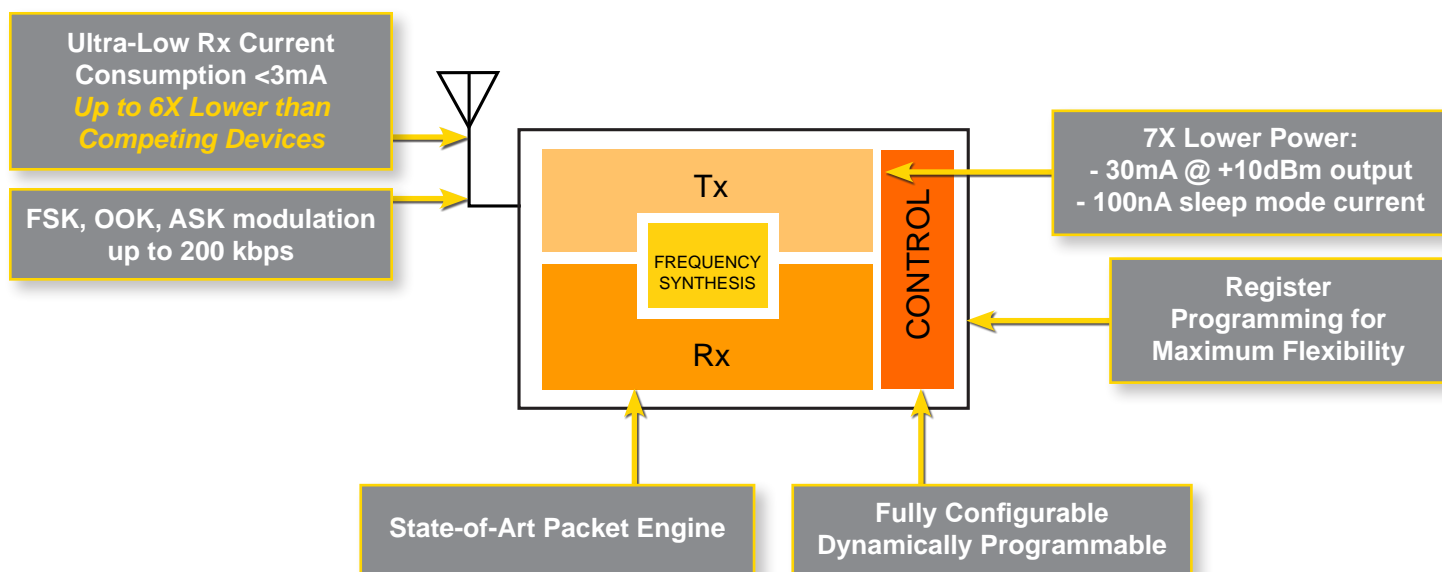 Ultra-Low Rx Current
Consumption <3mA
Up to 6X Lower than
Competing Devices
FSK, OOK, ASK modulation
up to 200 kbps
Tx
FREQUENCY
SYNTHESIS
Rx
CONTROL
7X Lower Power:
- 30mA @ +10dBm output
- 100nA sleep mode current
Register
Programming for
Maximum Flexibility
State-of-Art Packet Engine
Fully Configurable
Dynamically Programmable